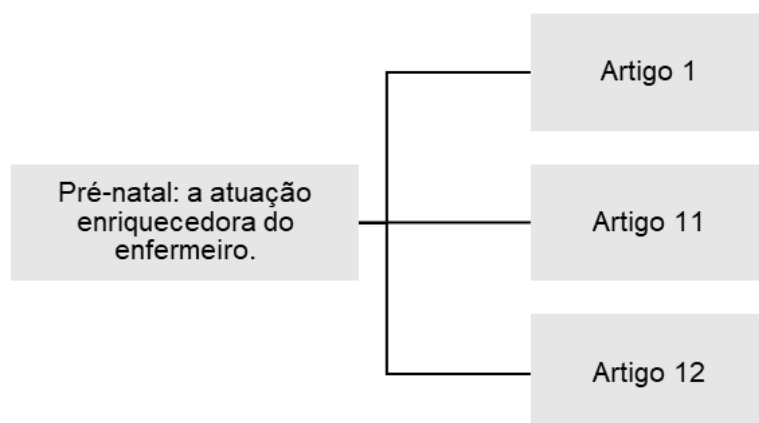 Pré-natal: a atuação
enriquecedora do
enfermeiro.
Artigo 1
Artigo 11
Artigo 12